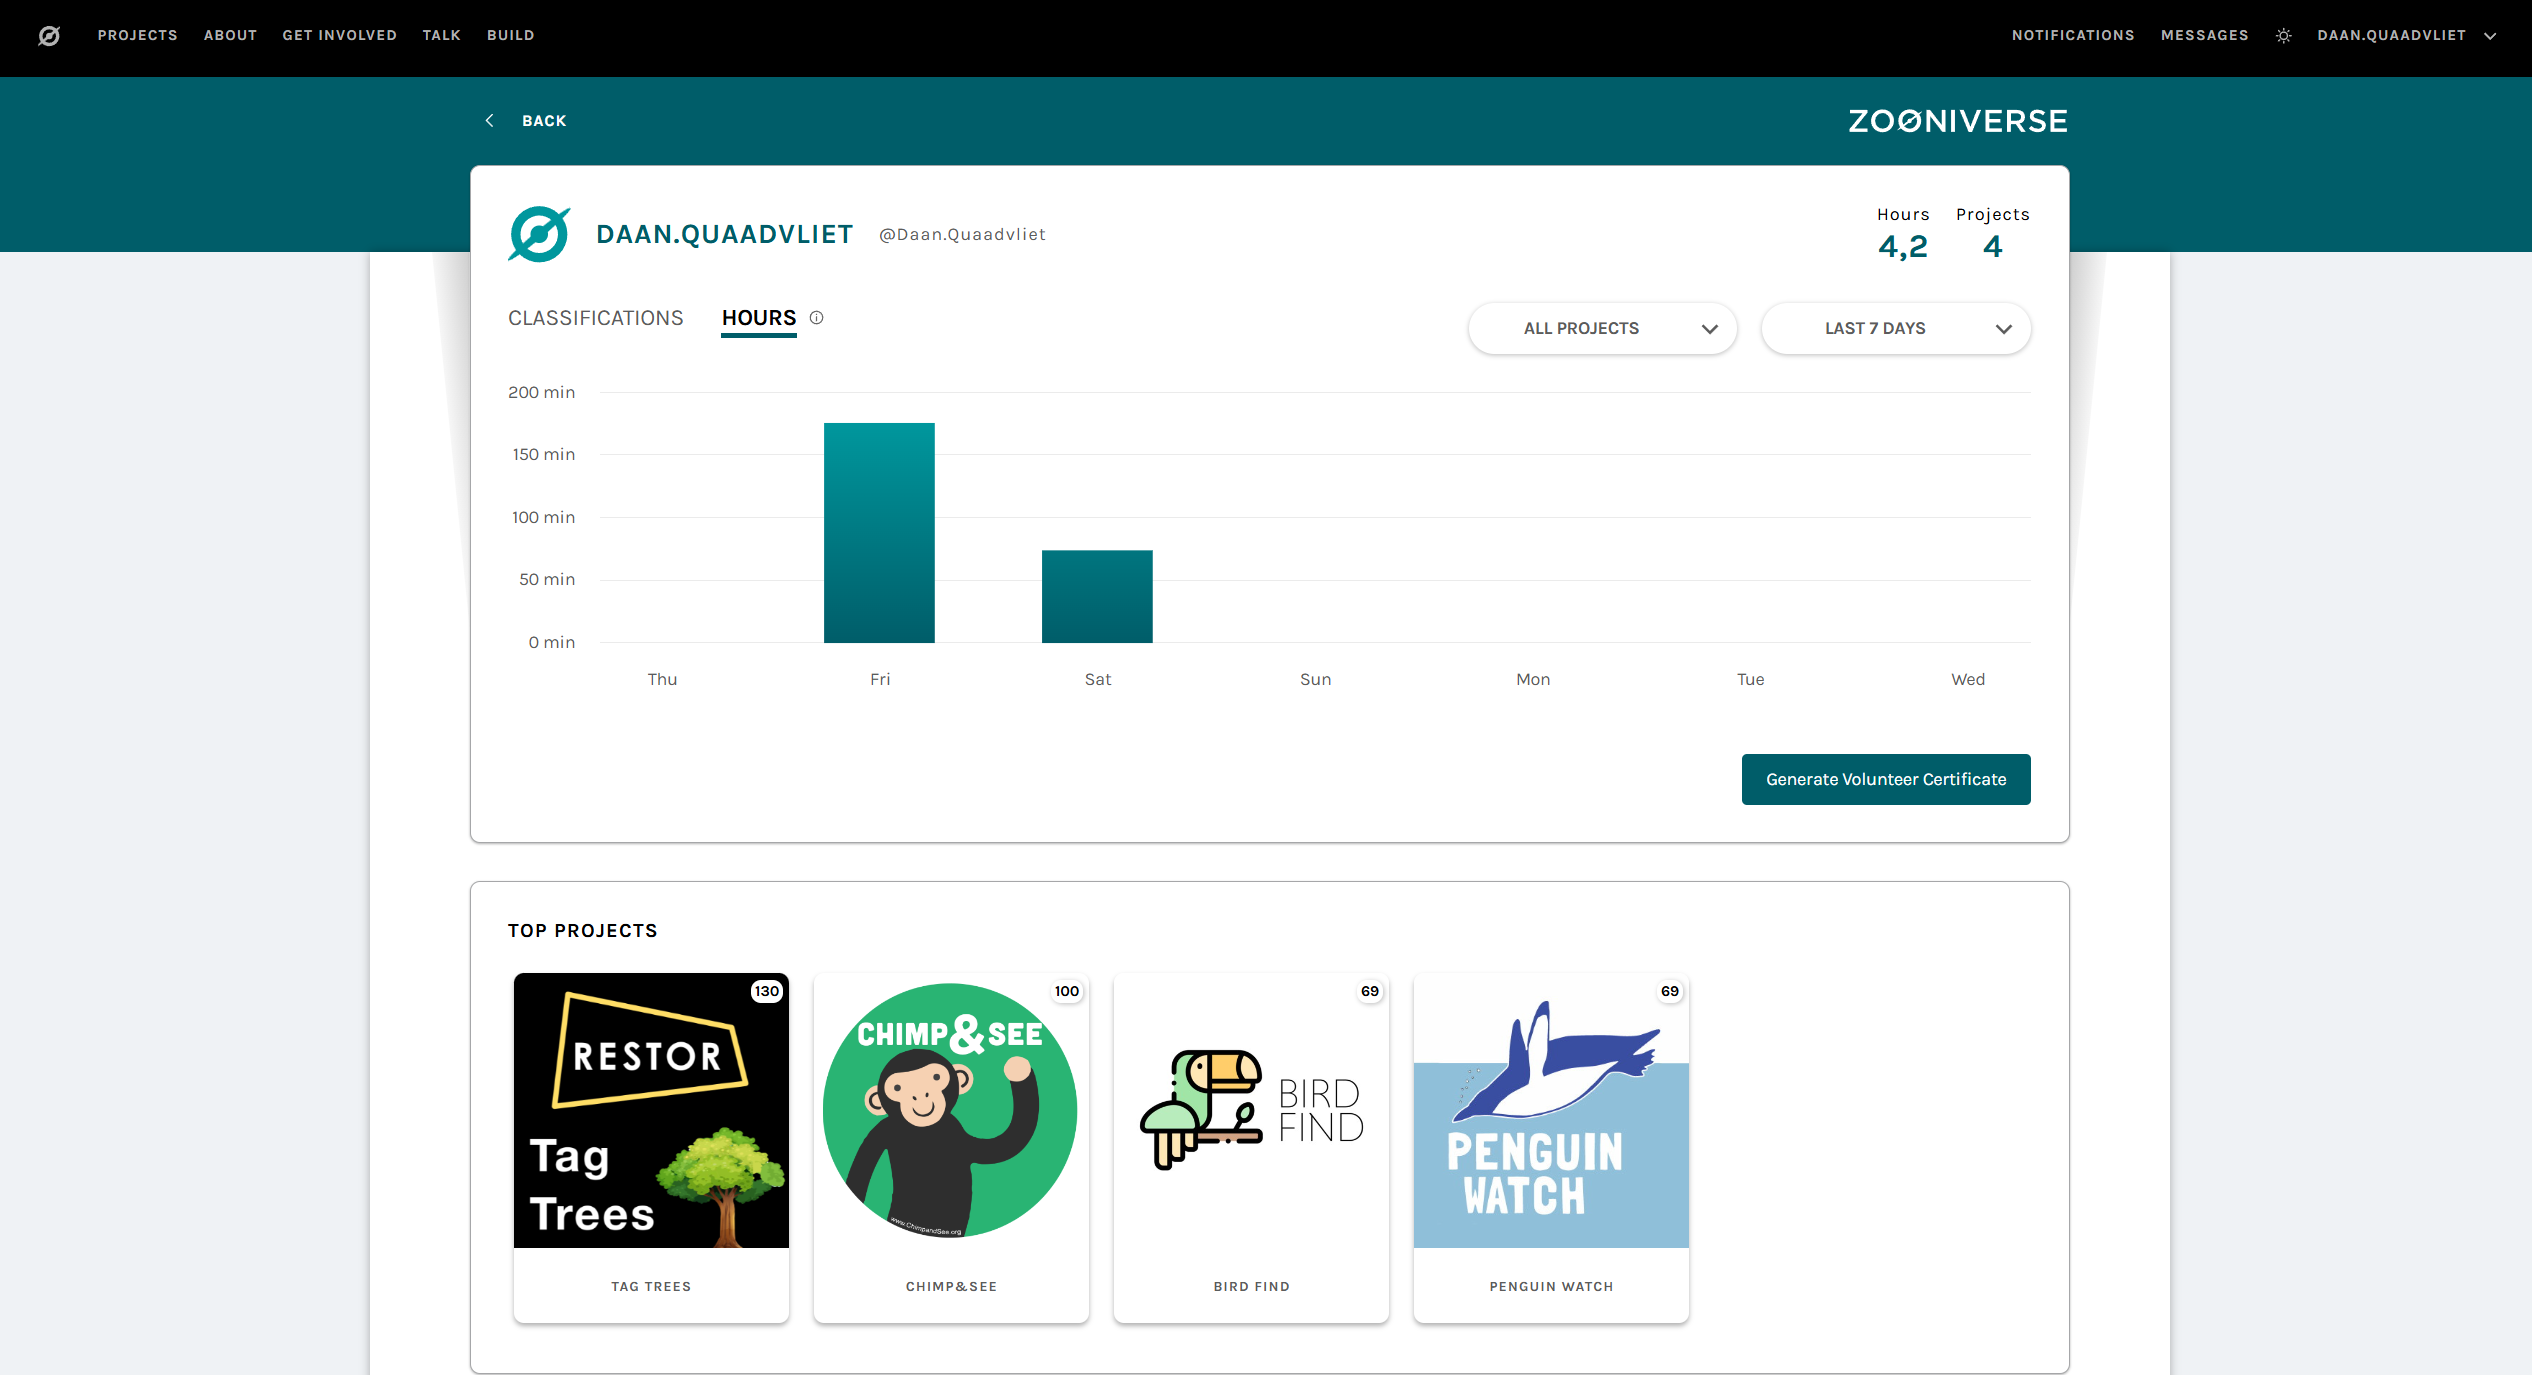 PROJECTS ABOUT GET INVOLVED TALK BUILD NOTIFICATIONS MESSAGES DAAN.QUAADVLIET
BACK ZOONIVERSE
DAAN.QUAADVLIET @Daan.Quaadvliet
Hours Projects
4,2 4
CLASSIFICATIONS HOURS
ALL PROJECTS LAST 7 DAYS
200 min
150 min
100 min
50 min
0 min
Thu Fri Sat Sun Mon Tue Wed
Generate Volunteer Certificate
TOP PROJECTS
130
RESTOR
Tag
Trees
TAG TREES
100
CHIMP&SEE
www.ChimpandSee.org
CHIMP&SEE
69
BIRD
FIND
BIRD FIND
69
PENGUIN
WATCH
PENGUIN WATCH